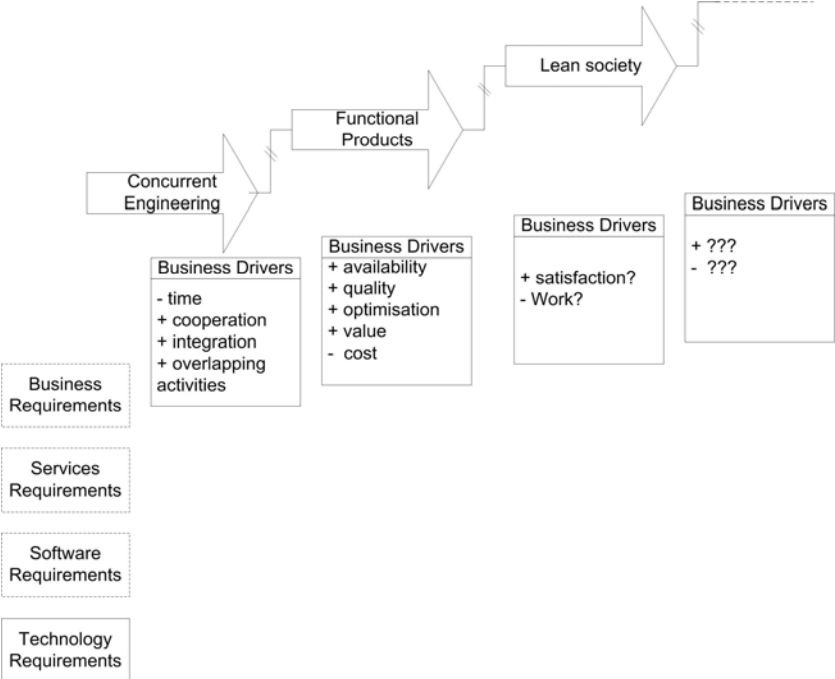 Lean society
Functional
Products
Concurrent
Engineering
Business Drivers
- time
+ cooperation
+ integration
+ overlapping
activities
Business Drivers
+ availability
+ quality
+ optimisation
+ value
- cost
Business Drivers
+ satisfaction?
- Work?
Business Drivers
+ ???
- ???
Business
Requirements
Services
Requirements
Software
Requirements
Technology
Requirements